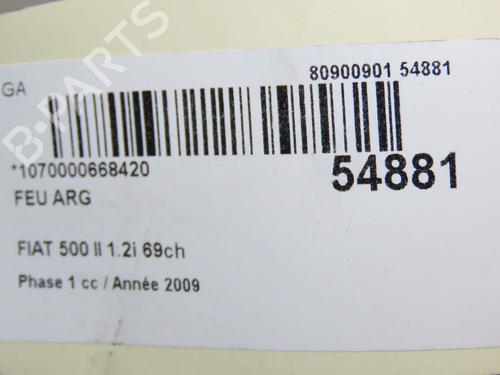 GA
80900901 54881
*1070000668420
54881
FEU ARG
FIAT 500 II 1.2i 69ch
Phase 1 cc / Année 2009
B-PARTS